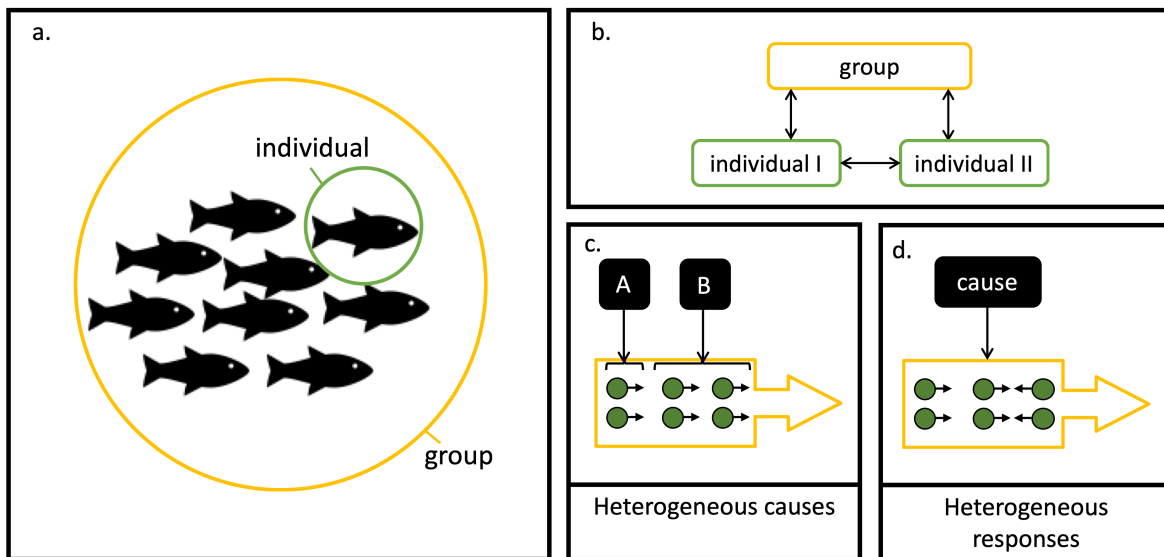 a.
individual
group
b.
group
individual I
individual II
c.
A
B
Heterogeneous causes
d.
cause
Heterogeneous
responses